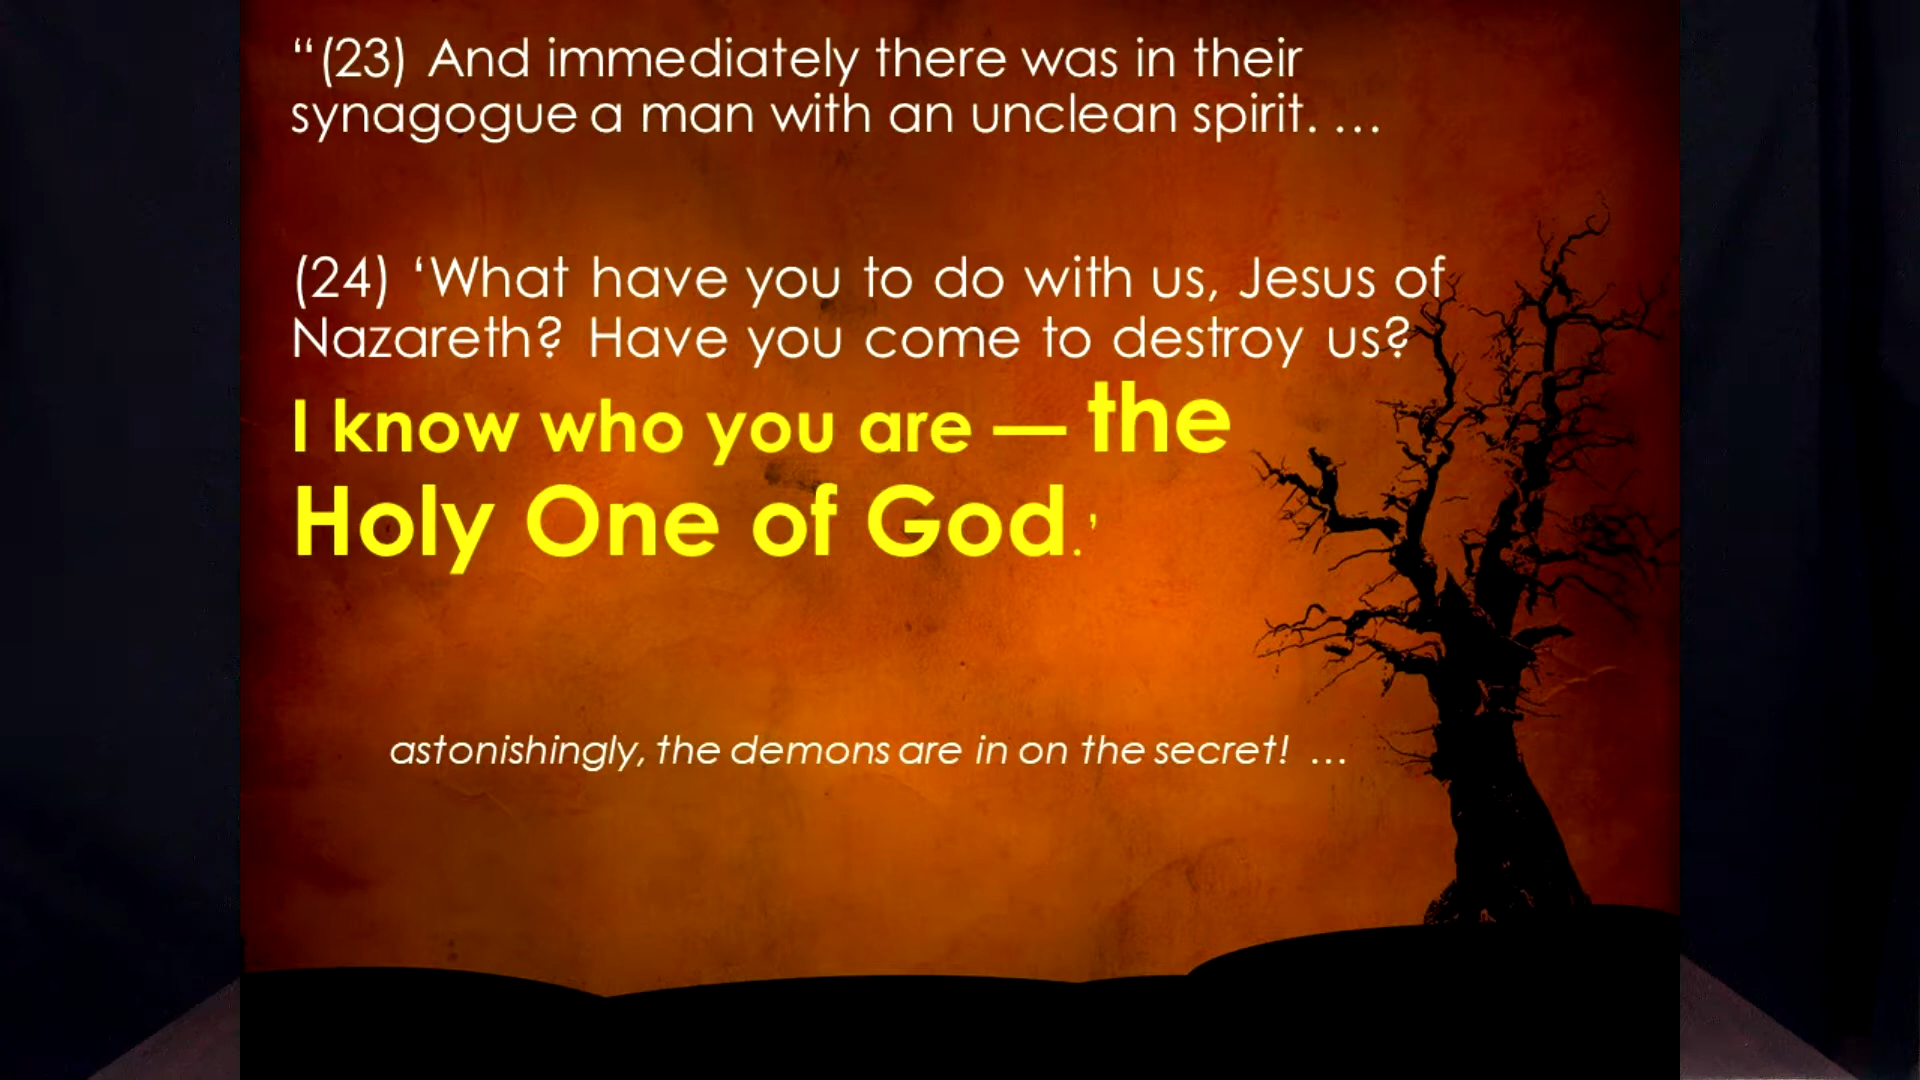 “(23) And immediately there was in their
synagogue a man with an unclean spirit. …
(24) ‘What have you to do with us, Jesus of
Nazareth? Have you come to destroy us?
I know who you are — the
Holy One of God.’
astonishingly, the demons are in on the secret! …